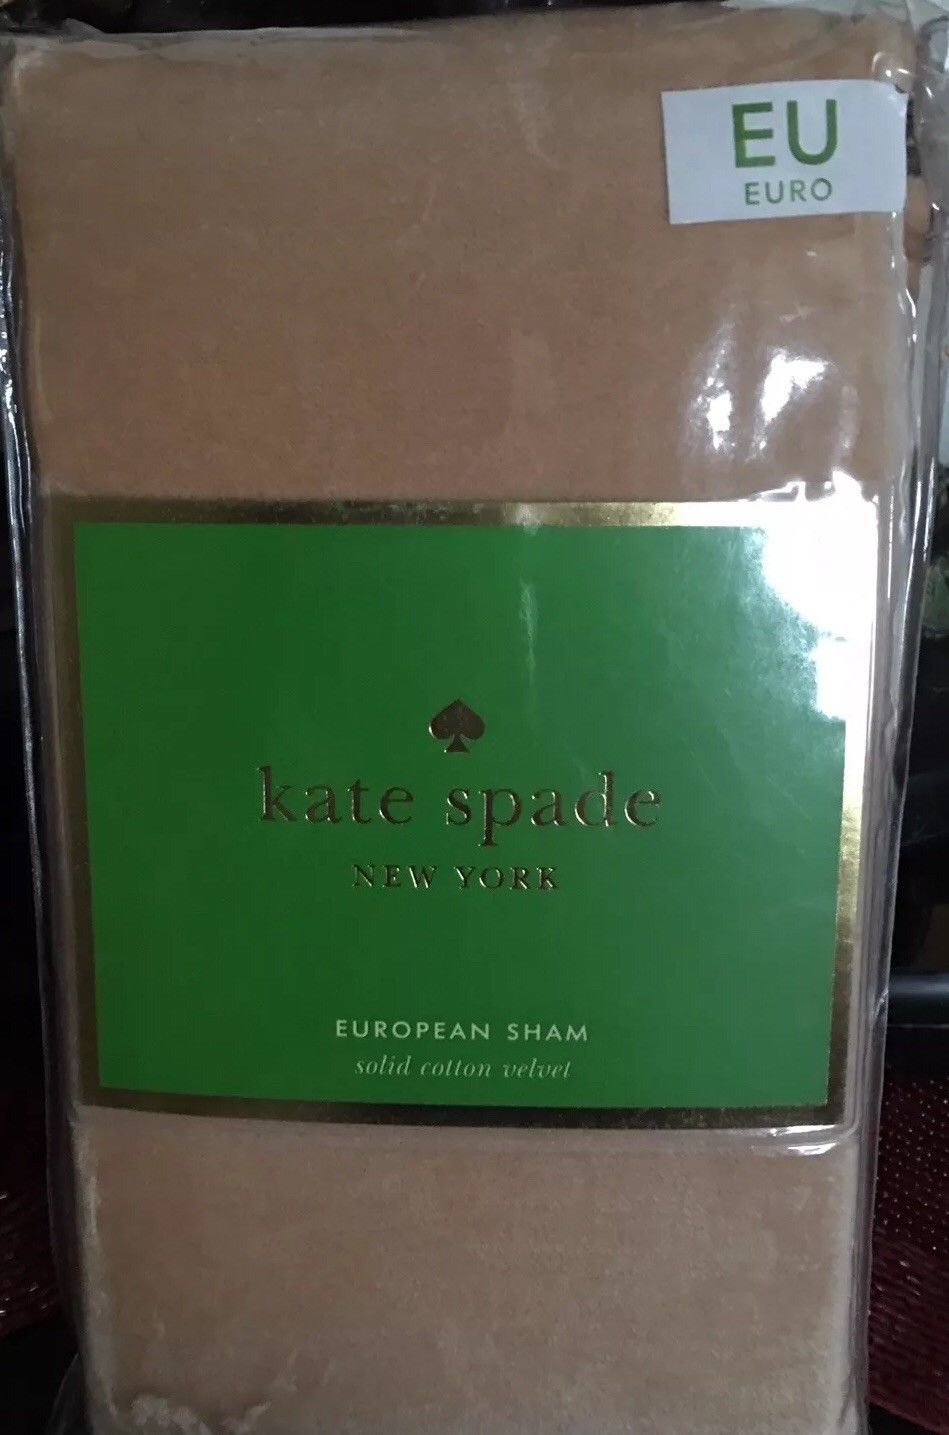 EU
EURO
kate spade
NEW YORK
EUROPEAN SHAM
solid cotton velvet